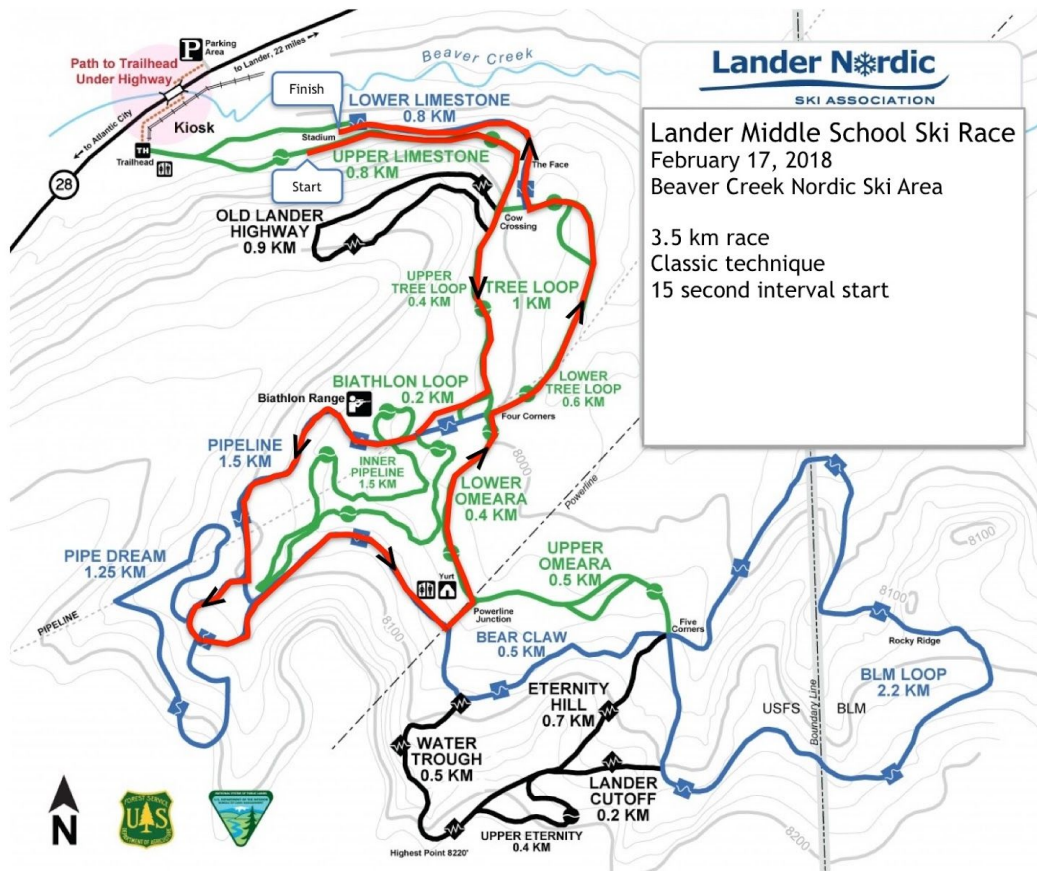 Parking
Area
P
Path to Trailhead
Under Highway
to Lander, 22 miles
Beaver Creek
Lander Nordic
SKI ASSOCIATION
Finish
LOWER LIMESTONE
0.8 KM
Kiosk
Stadium
to Atlantic City
TH
Trailhead
UPPER LIMESTONE
0.8 KM
The Face
28
Start
Lander Middle School Ski Race
February 17, 2018
Beaver Creek Nordic Ski Area
3.5 km race
Classic technique
15 second interval start
OLD LANDER
HIGHWAY
0.9 KM
Cow
Crossing
UPPER
TREE LOOP
0.4 KM
TREE LOOP
1 KM
BIATHLON LOOP
0.2 KM
LOWER
TREE LOOP
0.6 KM
Biathlon Range
Four Corners
PIPELINE
1.5 KM
INNER
PIPELINE
1.5 KM
8000
LOWER
OMEARA
0.4 KM
Powerline
PIPE DREAM
1.25 KM
UPPER
OMEARA
0.5 KM
8100
8100
Yurt
PIPELINE
Powerline
Junction
8100
Five
Corners
Rocky Ridge
BEAR CLAW
0.5 KM
BLM LOOP
2.2 KM
ETERNITY
HILL
0.7 KM
USFS
Boundary Line
BLM
WATER
TROUGH
0.5 KM
LANDER
CUTOFF
0.2 KM
UPPER ETERNITY
0.4 KM
Highest Point 8220'
8200
N
FOREST SERVICE
US
DEPARTMENT OF AGRICULTURE